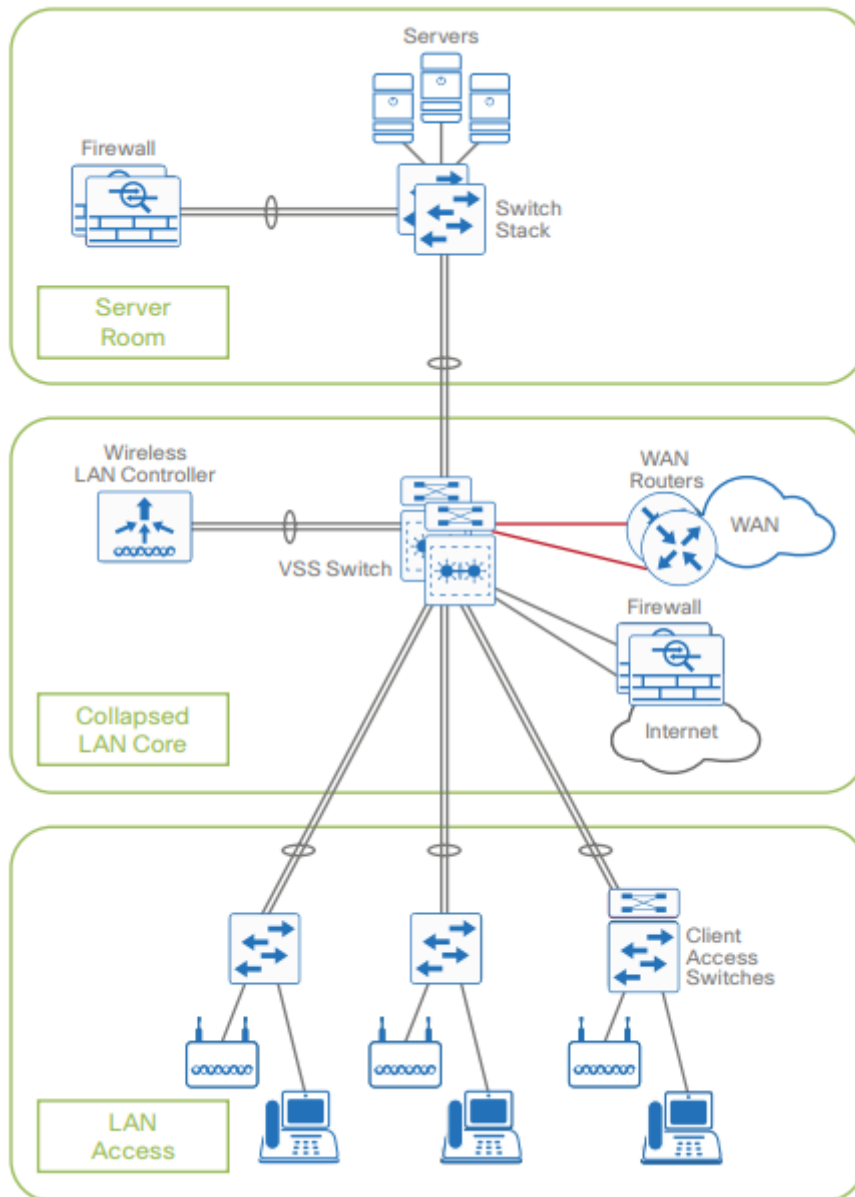 Servers
Firewall
Switch
Stack
Server
Room
Wireless
LAN Controller
WAN
Routers
WAN
VSS Switch
Firewall
Internet
Collapsed
LAN Core
Client
Access
Switches
LAN
Access